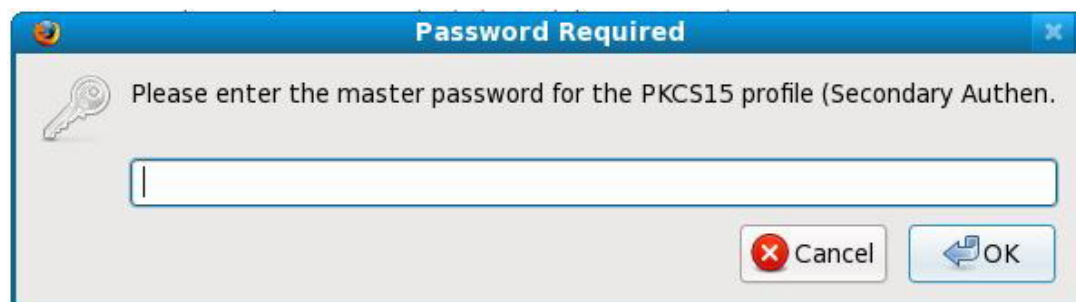 Password Required
Please enter the master password for the PKCS15 profile (Secondary Authen.
Cancel
OK